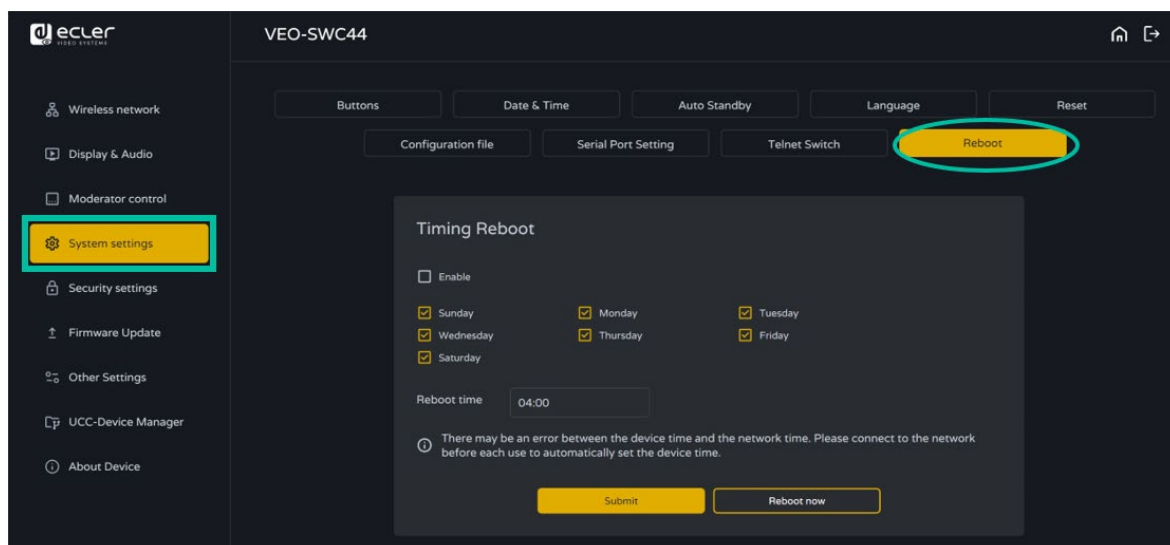 ecler
VIDEO SYSTEMS
VEO-SWC44
Wireless network
Display & Audio
Moderator control
System settings
Security settings
Firmware Update
Other Settings
UCC-Device Manager
About Device
Buttons
Date & Time
Auto Standby
Language
Reset
Configuration file
Serial Port Setting
Telnet Switch
Reboot
Timing Reboot
Enable
Sunday
Monday
Tuesday
Wednesday
Thursday
Friday
Saturday
Reboot time
04:00
There may be an error between the device time and the network time. Please connect to the network
before each use to automatically set the device time.
Submit
Reboot now